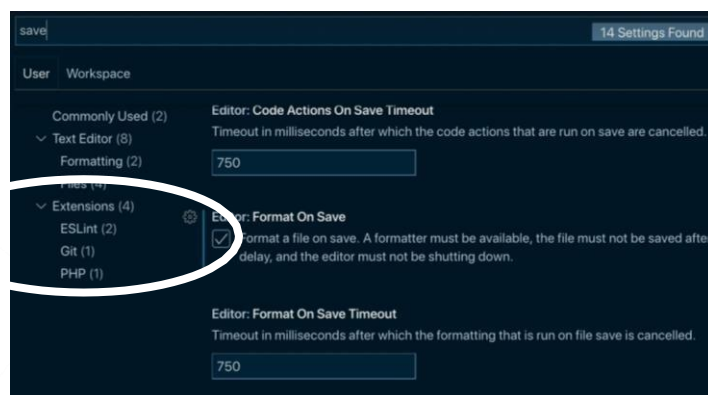 save
14 Settings Found
User Workspace
Commonly Used (2)
Text Editor (8)
Formatting (2)
Files (4)
Extensions (4)
ESLint (2)
Git (1)
PHP (1)
Editor: Code Actions On Save Timeout
Timeout in milliseconds after which the code actions that are run on save are cancelled.
750
Editor: Format On Save
Format a file on save. A formatter must be available, the file must not be saved afte
delay, and the editor must not be shutting down.
Editor: Format On Save Timeout
Timeout in milliseconds after which the formatting that is run on file save is cancelled.
750